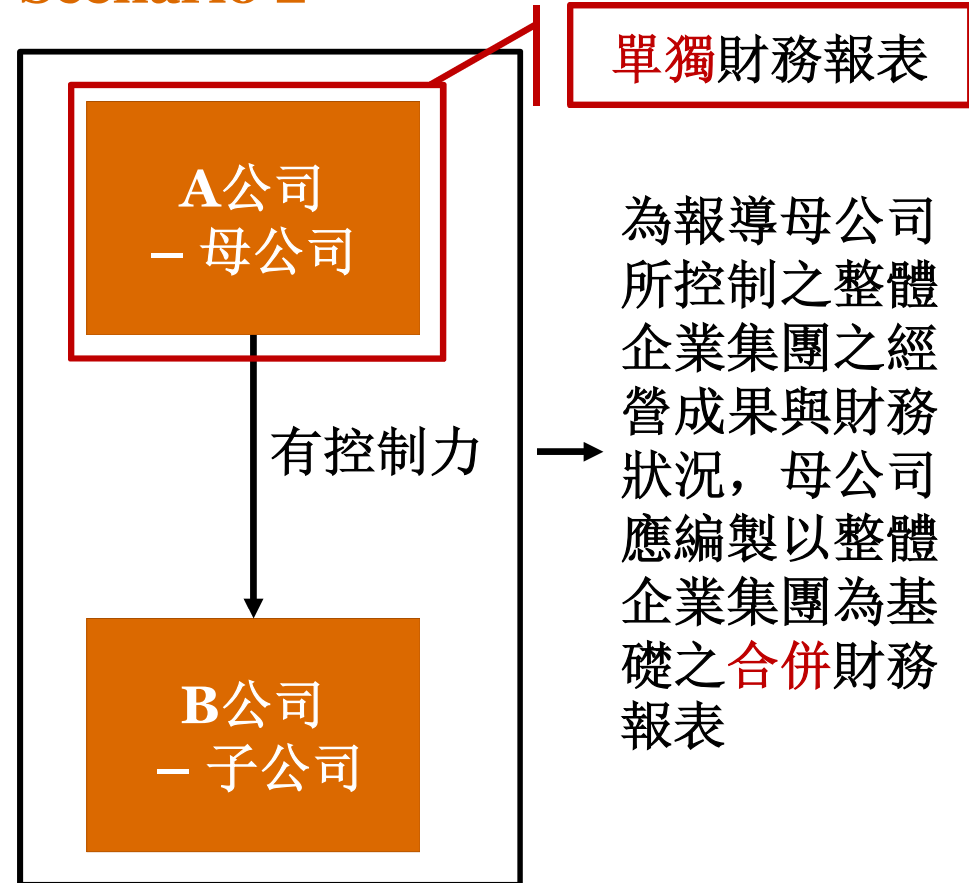 單獨財務報表
A公司
– 母公司
有控制力
B公司
– 子公司
為報導母公司
所控制之整體
企業集團之經
營成果與財務
狀況，母公司
應編製以整體
企業集團為基
礎之合併財務
報表